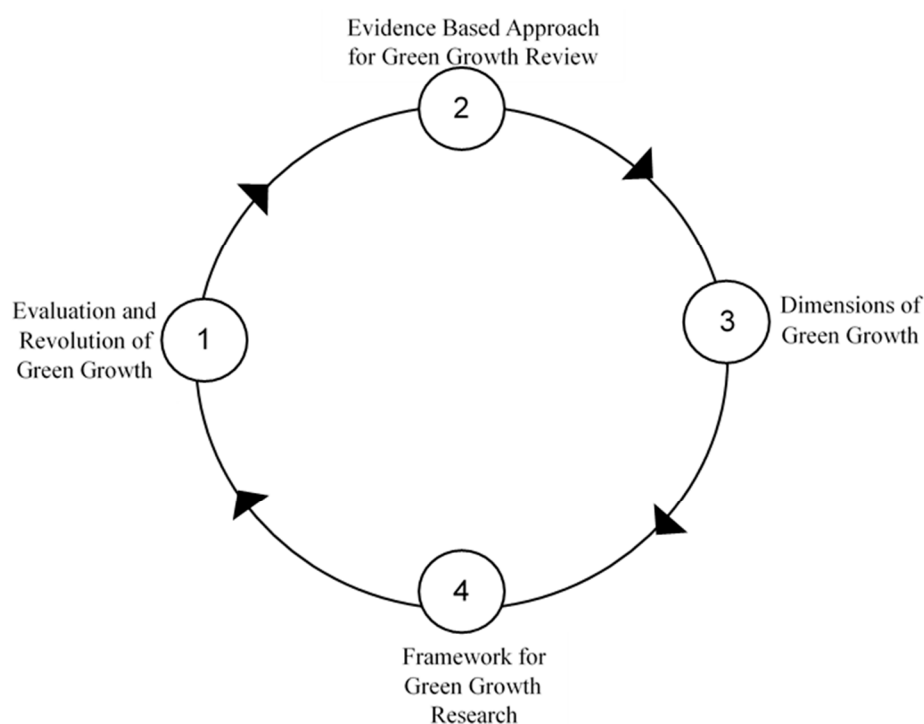 Evidence Based Approach
for Green Growth Review
2
Evaluation and
Revolution of
Green Growth
1
3
Dimensions of
Green Growth
4
Framework for
Green Growth
Research